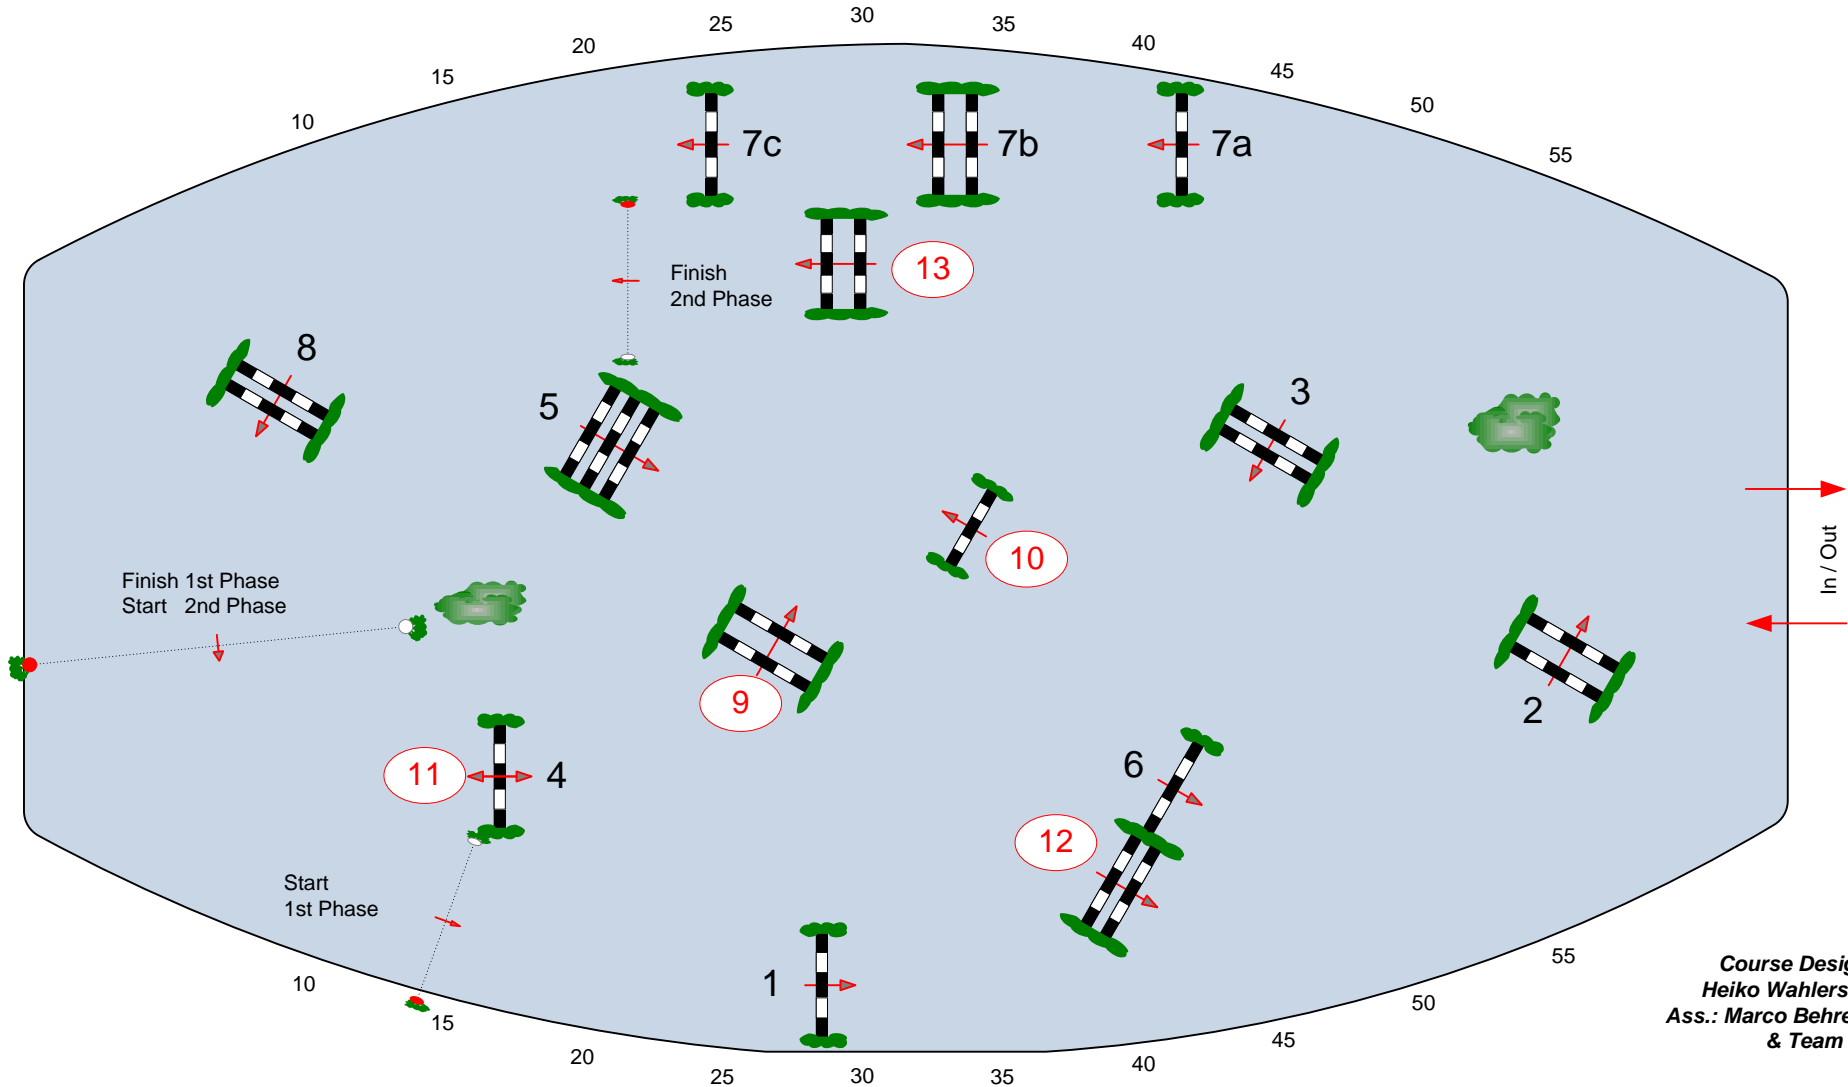 30
25
35
20
40
15
45
10
50
55
7c
7b
7a
13
Finish
2nd Phase
8
5
3
10
In / Out
Finish 1st Phase
Start 2nd Phase
9
2
11
4
6
12
Start
1st Phase
1
10
15
20
25
30
35
40
45
50
55
Course Desig
Heiko Wahlers
Ass.: Marco Behre
& Team